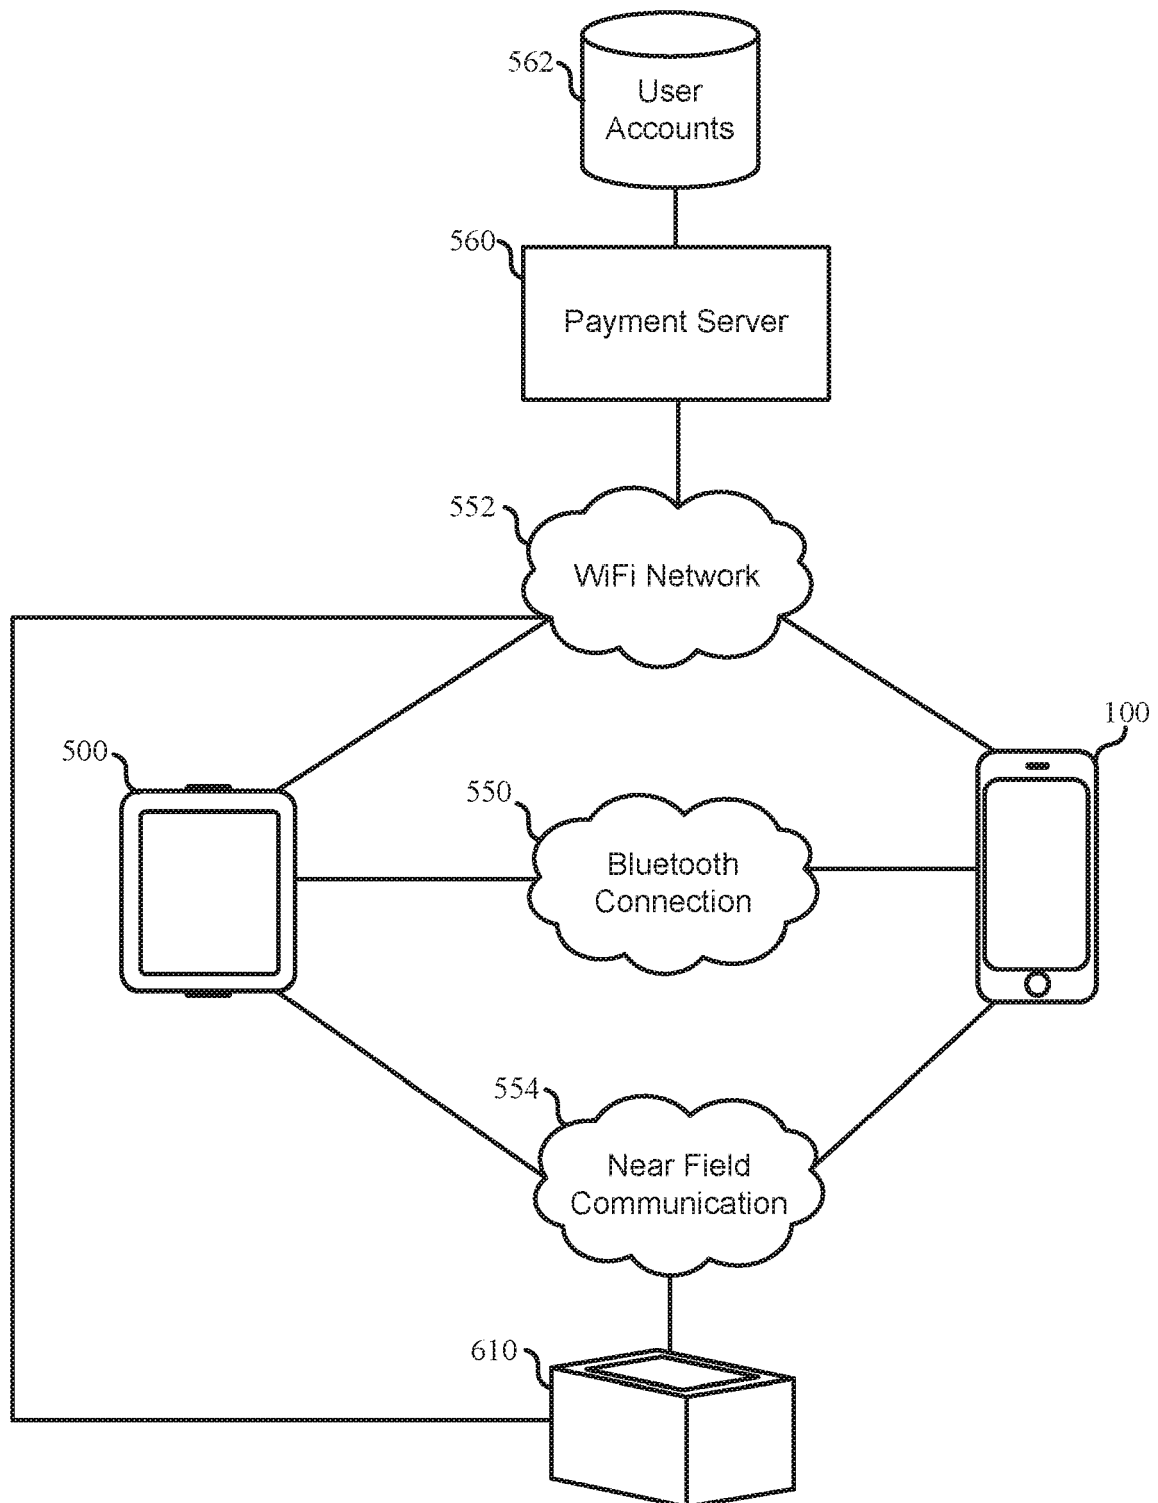 562
User
Accounts
560
Payment Server
552
WiFi Network
100
500
550
Bluetooth
Connection
554
Near Field
Communication
610